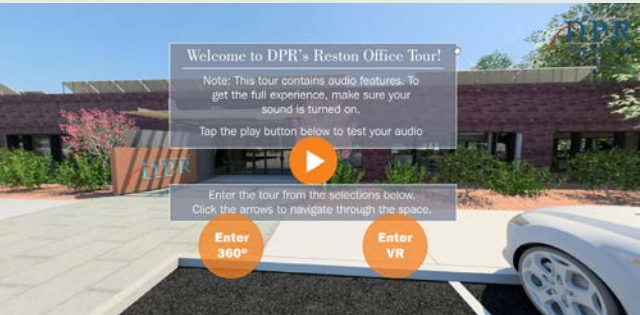 DPR
Welcome to DPR's Reston Office Tour!
Note: This tour contains audio features. To
get the full experience, make sure your
sound is turned on.
Tap the play button below to test your audio
DPR
Enter the tour from the selections below.
Click the arrows to navigate through the space.
Enter
360º
Enter
VR